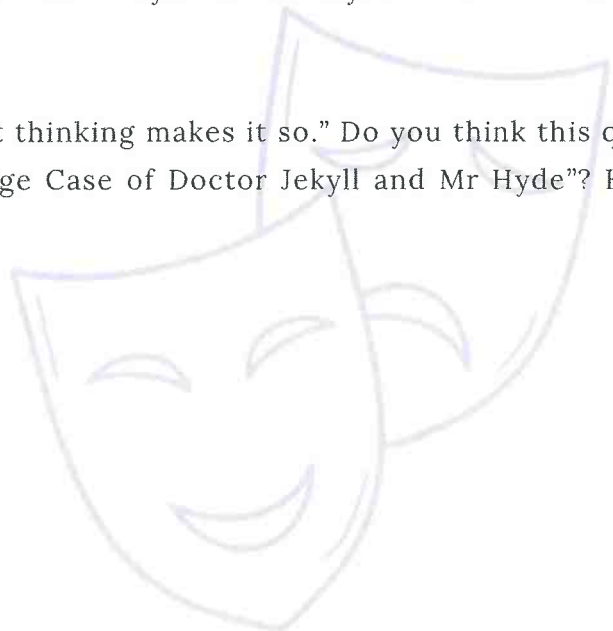 t thinking makes it so.” Do you think this q
ge Case of Doctor Jekyll and Mr Hyde”?